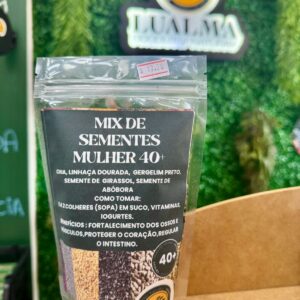 LUALMA
MIX DE
SEMENTES
MULHER 40+
CHIA, LINHAÇA DOURADA, GERGELIM PRETO,
SEMENTE DE GIRASSOL, SEMENTE DE
ABÓBORA
COMO TOMAR:
COLHERES (SOPA) EM SUCO, VITAMINAS,
IOGURTES.
BENEFÍCIOS : FORTALECIMENTO DOS OSSOS E
MÚSCULOS,PROTEGER O CORAÇÃO,REGULAR
O INTESTINO.
40+